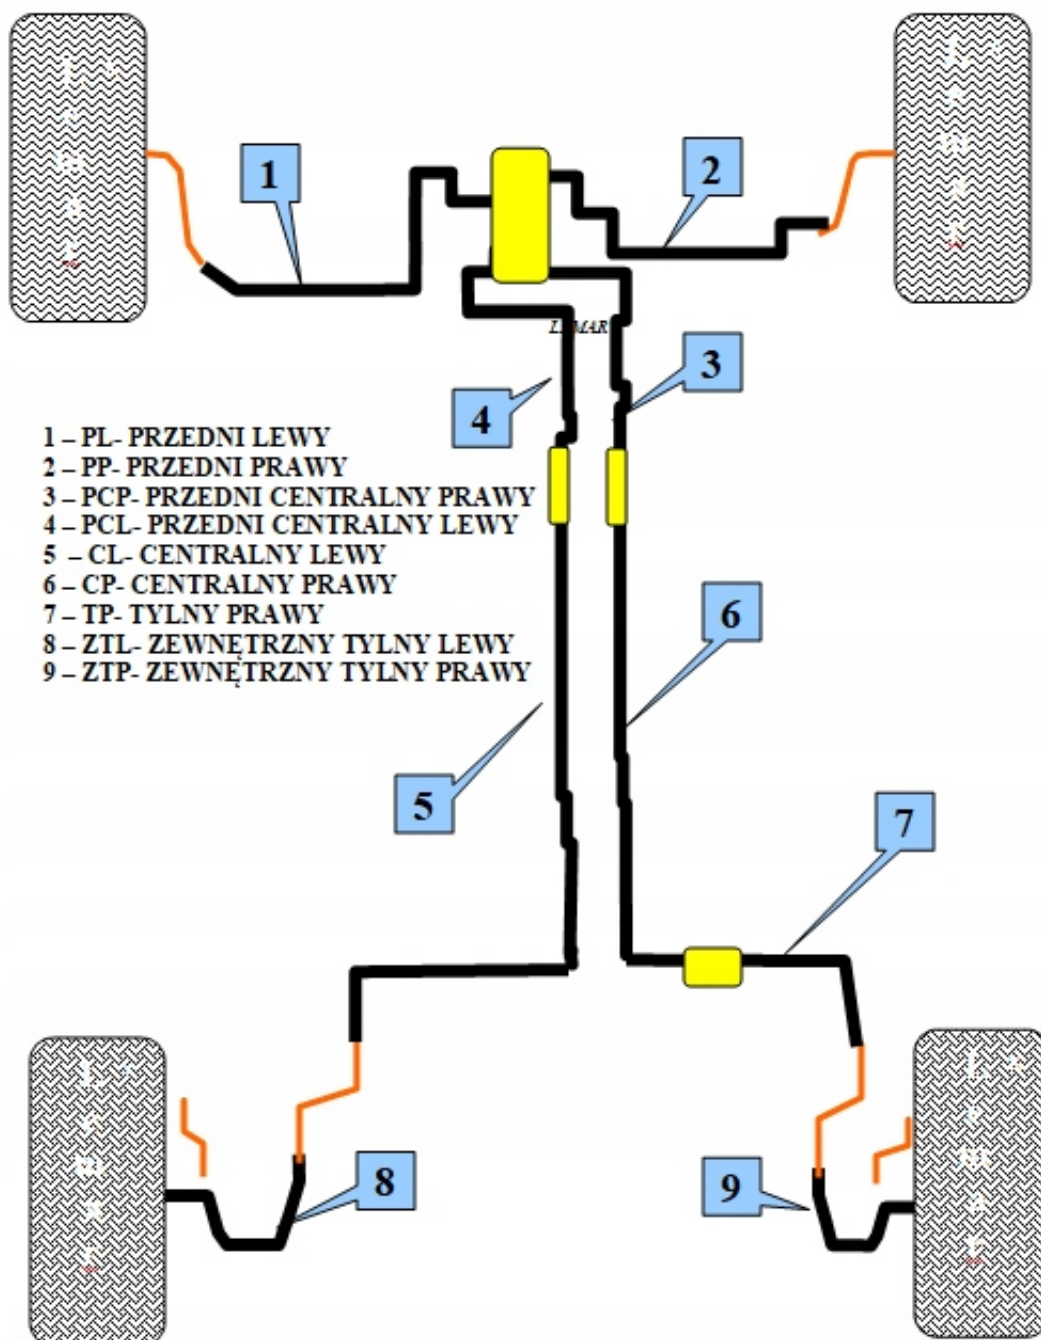 1
2
LEMAR
3
4
1 – PL- PRZEDNI LEWY
2 – PP- PRZEDNI PRAWY
3 – PCP- PRZEDNI CENTRALNY PRAWY
4 – PCL- PRZEDNI CENTRALNY LEWY
5 – CL- CENTRALNY LEWY
6 – CP- CENTRALNY PRAWY
7 – TP- TYLNY PRAWY
8 – ZTL- ZEWNĘTRZNY TYLNY LEWY
9 – ZTP- ZEWNĘTRZNY TYLNY PRAWY
6
5
7
8
9